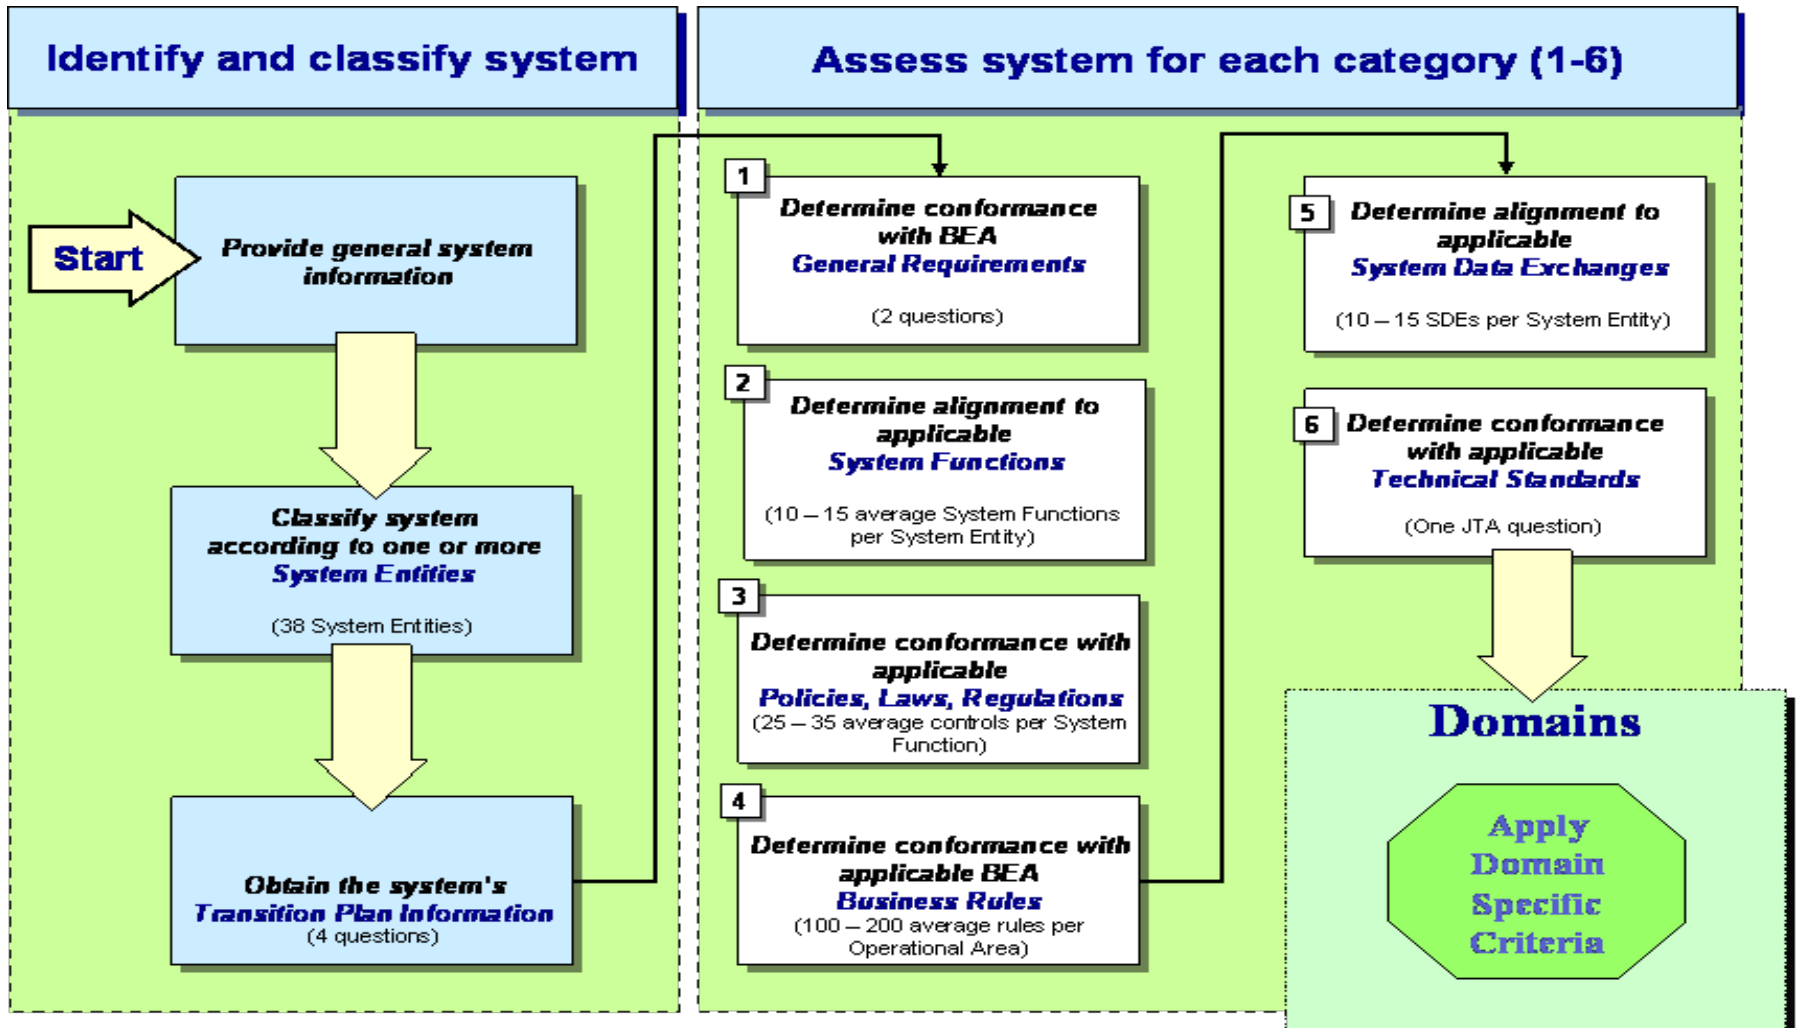 Identify and classify system
Start
Provide general system
information
Classify system
according to one or more
System Entities
(38 System Entities)
Obtain the system's
Transition Plan Information
(4 questions)
Assess system for each category (1-6)
1
Determine conformance
with BEA
General Requirements
(2 questions)
2
Determine alignment to
applicable
System Functions
(10 – 15 average System Functions
per System Entity)
3
Determine conformance with
applicable
Policies, Laws, Regulations
(25 – 35 average controls per System
Function)
4
Determine conformance with
applicable BEA
Business Rules
(100 – 200 average rules per
Operational Area)
5
Determine alignment to
applicable
System Data Exchanges
(10 – 15 SDEs per System Entity)
6
Determine conformance
with applicable
Technical Standards
(One JTA question)
Domains
Apply
Domain
Specific
Criteria